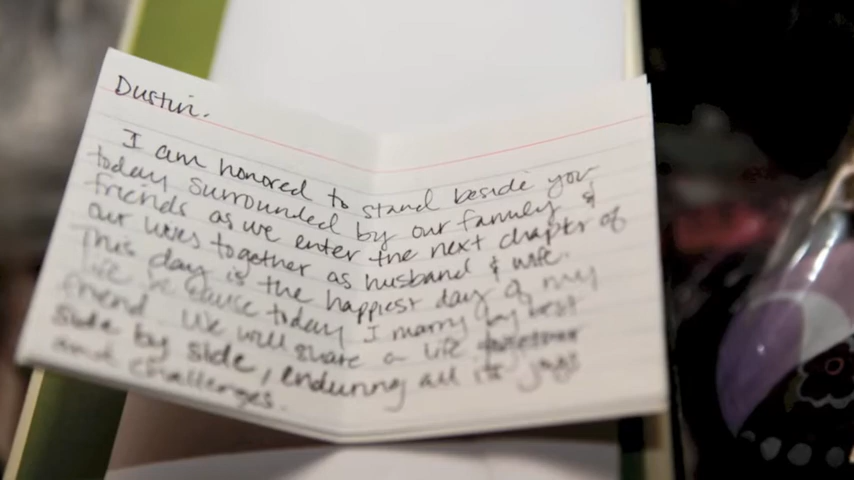 Dustin.
I am honored to stand beside you
today surrounded by our family &
friends as we enter the next chapter of
our lives together as husband & wife.
This day is the happiest day of my
life because today I marry my best
friend We will share a life
side by side, enduring all its joys
and challenges.